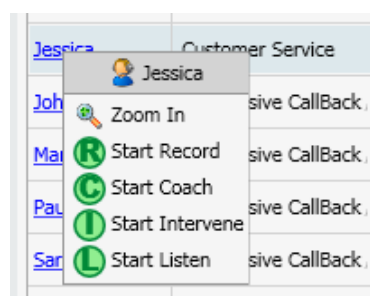 Jessica Customer Service
Jessica
Zoom In
R Start Record
C Start Coach
I Start Intervene
L Start Listen
Joh sive CallBack
Mar sive CallBack
Pau sive CallBack
Sar sive CallBack